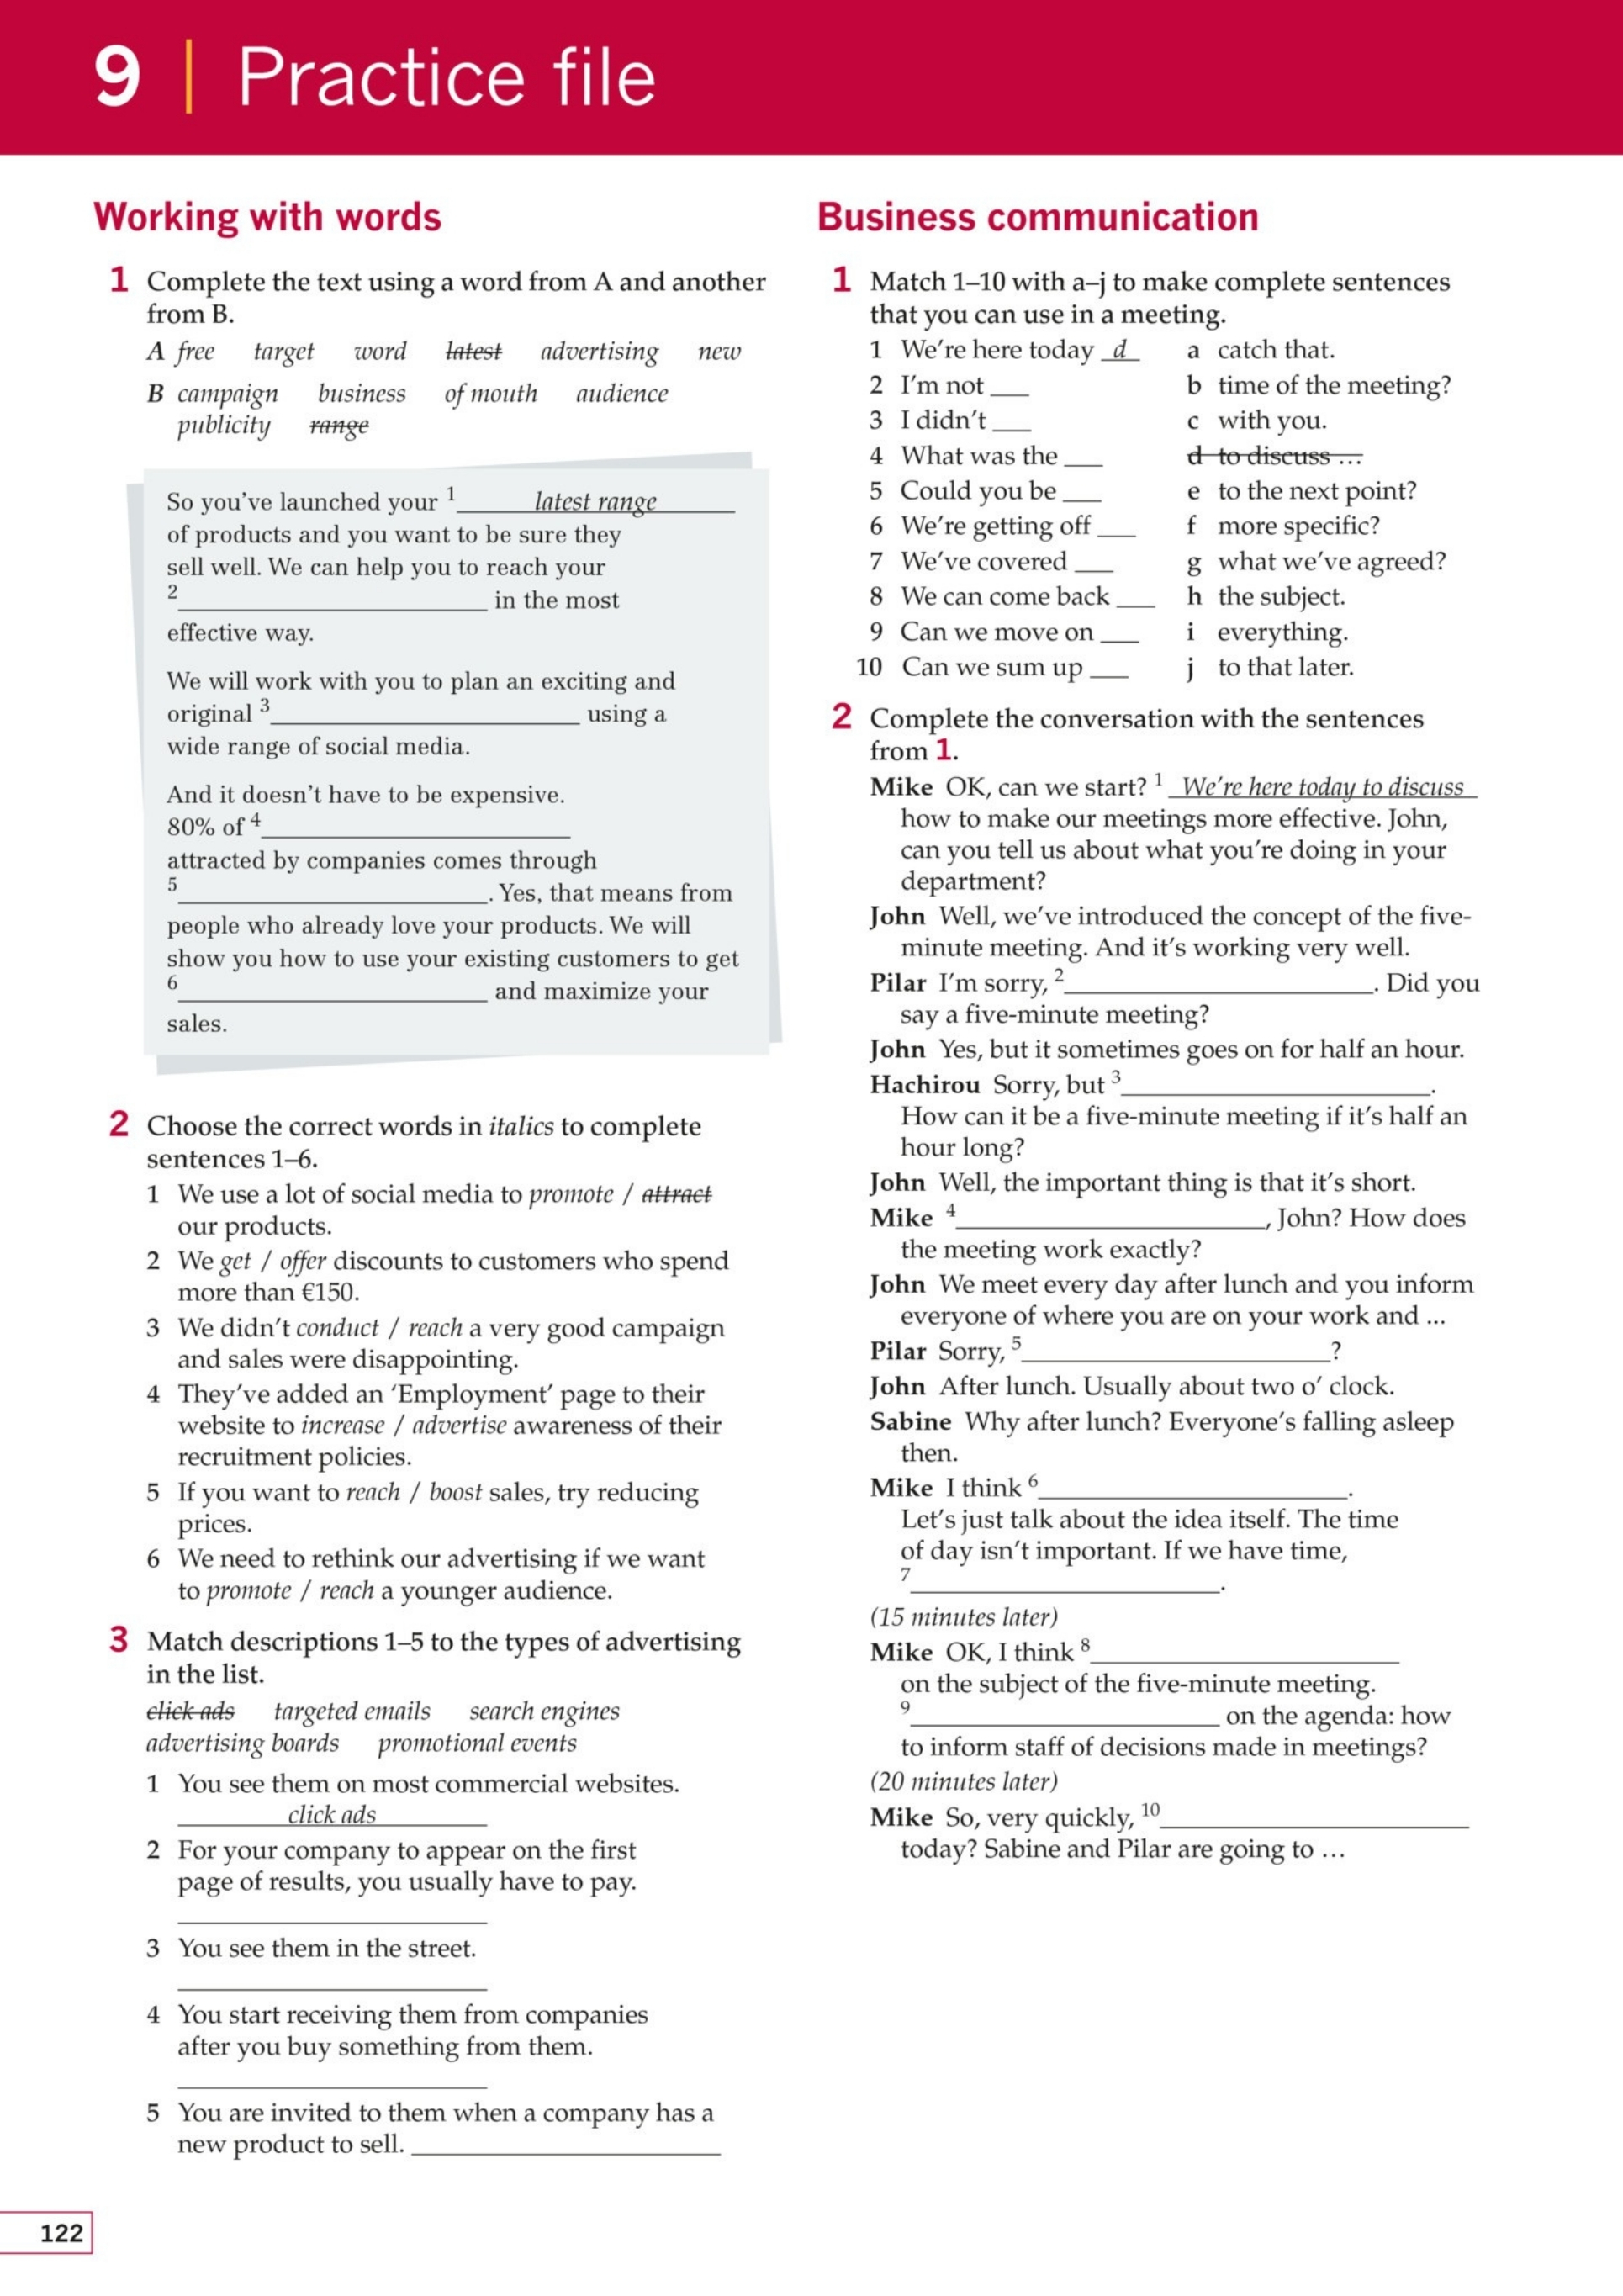 9 | Practice file
Working with words
1 Complete the text using a word from A and another
from B.
A free target word latest advertising new
B campaign business of mouth audience
publicity range
So you've launched your 1 latest range
of products and you want to be sure they
sell well. We can help you to reach your
2 ____________ in the most
effective way.
We will work with you to plan an exciting and
original 3 ____________ using a
wide range of social media.
And it doesn't have to be expensive.
80% of 4 ____________
attracted by companies comes through
5 ____________. Yes, that means from
people who already love your products. We will
show you how to use your existing customers to get
6 ____________ and maximize your
sales.
2 Choose the correct words in italics to complete
sentences 1–6.
1 We use a lot of social media to promote / attract
our products.
2 We get / offer discounts to customers who spend
more than €150.
3 We didn't conduct / reach a very good campaign
and sales were disappointing.
4 They've added an 'Employment' page to their
website to increase / advertise awareness of their
recruitment policies.
5 If you want to reach / boost sales, try reducing
prices.
6 We need to rethink our advertising if we want
to promote / reach a younger audience.
3 Match descriptions 1–5 to the types of advertising
in the list.
click ads targeted emails search engines
advertising boards promotional events
1 You see them on most commercial websites.
click ads
2 For your company to appear on the first
page of results, you usually have to pay.
____________
3 You see them in the street.
____________
4 You start receiving them from companies
after you buy something from them.
____________
5 You are invited to them when a company has a
new product to sell. ____________
Business communication
1 Match 1–10 with a–j to make complete sentences
that you can use in a meeting.
1 We're here today d a catch that.
2 I'm not ___ b time of the meeting?
3 I didn't ___ c with you.
4 What was the ___ d to discuss …
5 Could you be ___ e to the next point?
6 We're getting off ___ f more specific?
7 We've covered ___ g what we've agreed?
8 We can come back ___ h the subject.
9 Can we move on ___ i everything.
10 Can we sum up ___ j to that later.
2 Complete the conversation with the sentences
from 1.
Mike OK, can we start? 1 We're here today to discuss
how to make our meetings more effective. John,
can you tell us about what you're doing in your
department?
John Well, we've introduced the concept of the five-
minute meeting. And it's working very well.
Pilar I'm sorry, 2 ____________. Did you
say a five-minute meeting?
John Yes, but it sometimes goes on for half an hour.
Hachirou Sorry, but 3 ____________.
How can it be a five-minute meeting if it's half an
hour long?
John Well, the important thing is that it's short.
Mike 4 ____________, John? How does
the meeting work exactly?
John We meet every day after lunch and you inform
everyone of where you are on your work and ...
Pilar Sorry, 5 ____________?
John After lunch. Usually about two o' clock.
Sabine Why after lunch? Everyone's falling asleep
then.
Mike I think 6 ____________.
Let's just talk about the idea itself. The time
of day isn't important. If we have time,
7 ____________.
(15 minutes later)
Mike OK, I think 8 ____________
on the subject of the five-minute meeting.
9 ____________ on the agenda: how
to inform staff of decisions made in meetings?
(20 minutes later)
Mike So, very quickly, 10 ____________
today? Sabine and Pilar are going to …
122